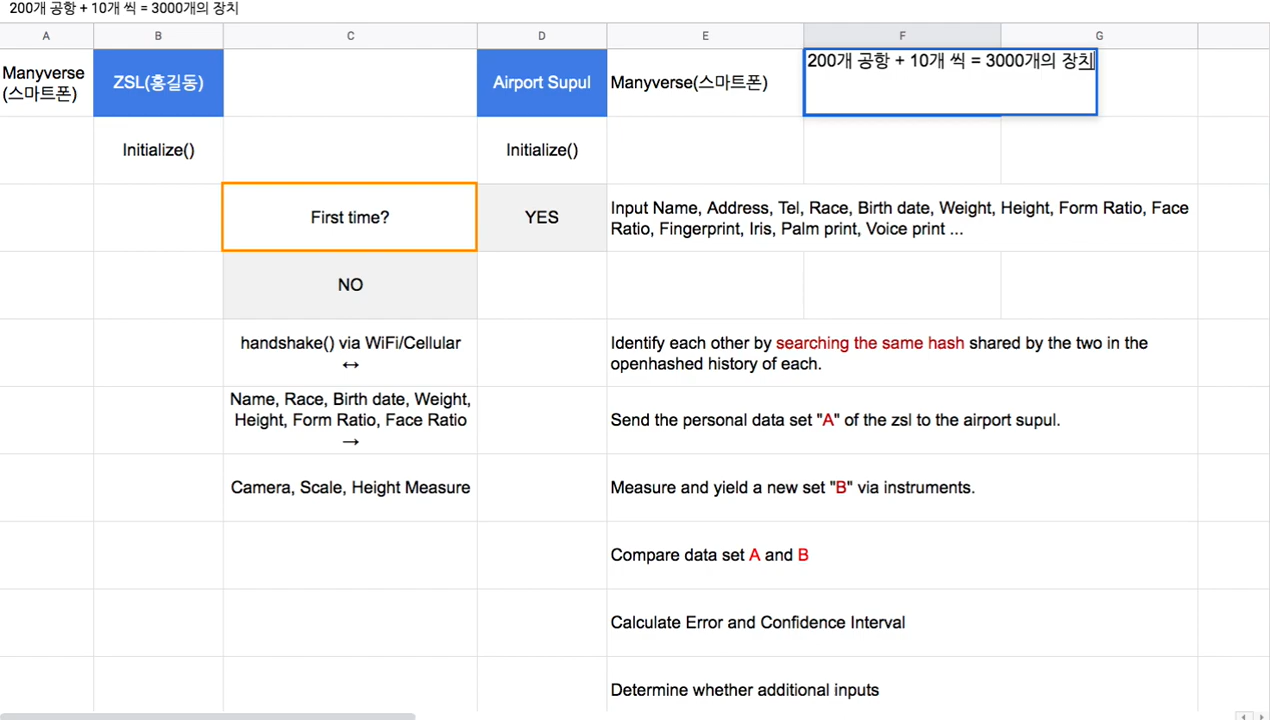 200개 공항 + 10개 씩 = 3000개의 장치
A B C D E F G
Manyverse
(스마트폰)
ZSL(홍길동)
Airport Supul
Manyverse(스마트폰)
200개 공항 + 10개 씩 = 3000개의 장치
Initialize()
Initialize()
First time?
YES
Input Name, Address, Tel, Race, Birth date, Weight, Height, Form Ratio, Face
Ratio, Fingerprint, Iris, Palm print, Voice print ...
NO
handshake() via WiFi/Cellular
↔
Identify each other by searching the same hash shared by the two in the
openhashed history of each.
Name, Race, Birth date, Weight,
Height, Form Ratio, Face Ratio
→
Send the personal data set "A" of the zsl to the airport supul.
Camera, Scale, Height Measure
Measure and yield a new set "B" via instruments.
Compare data set A and B
Calculate Error and Confidence Interval
Determine whether additional inputs